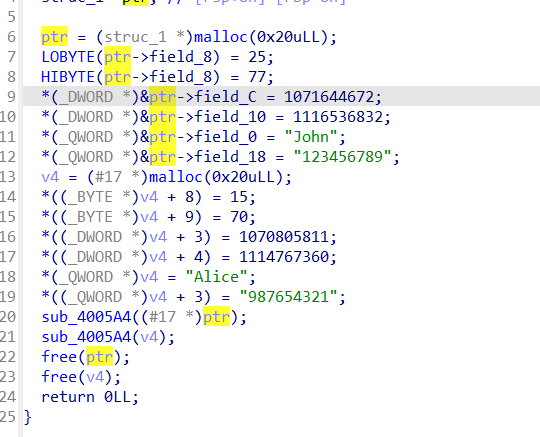 5
6 ptr = (struc_1 *)malloc(0x20uLL);
7 LOBYTE(ptr->field_8) = 25;
8 HIBYTE(ptr->field_8) = 77;
9 *(_DWORD *)&ptr->field_C = 1071644672;
10 *(_DWORD *)&ptr->field_10 = 1116536832;
11 *(_QWORD *)&ptr->field_0 = "John";
12 *(_QWORD *)&ptr->field_18 = "123456789";
13 v4 = (#17 *)malloc(0x20uLL);
14 *((_BYTE *)v4 + 8) = 15;
15 *((_BYTE *)v4 + 9) = 70;
16 *((_DWORD *)v4 + 3) = 1070805811;
17 *((_DWORD *)v4 + 4) = 1114767360;
18 *(_QWORD *)v4 = "Alice";
19 *((_QWORD *)v4 + 3) = "987654321";
20 sub_4005A4((#17 *)ptr);
21 sub_4005A4(v4);
22 free(ptr);
23 free(v4);
24 return 0LL;
25 }